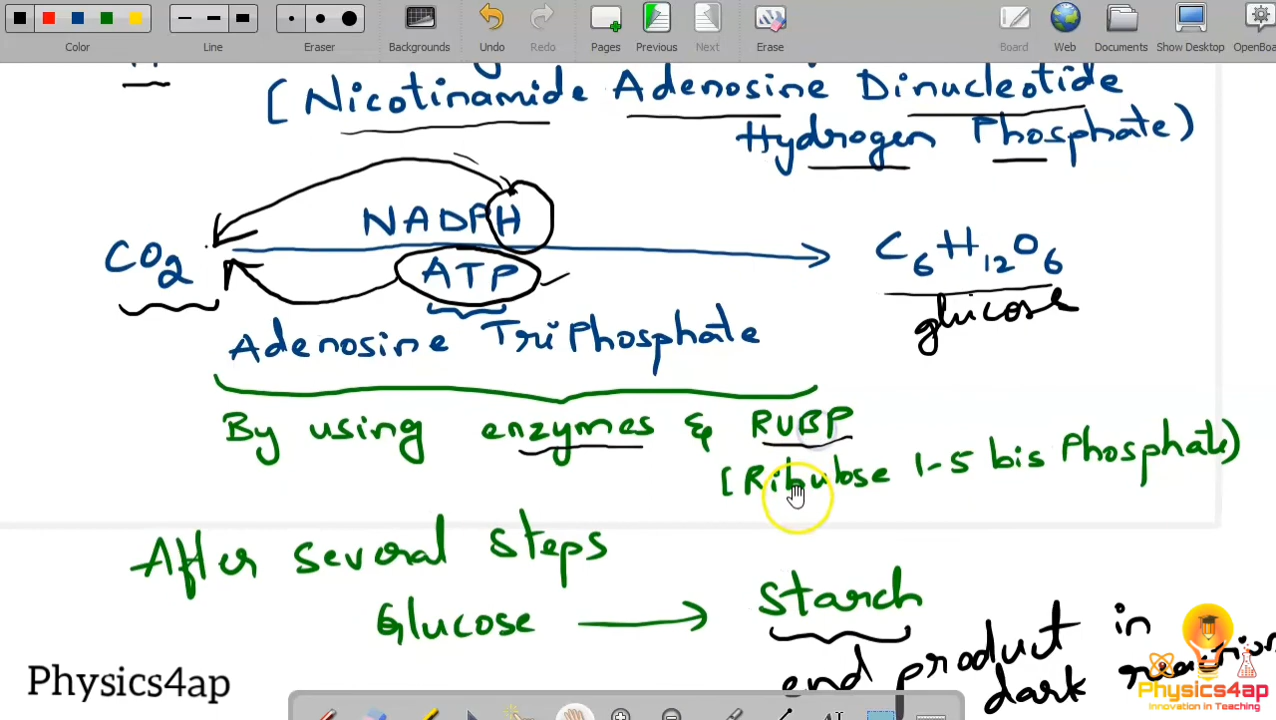 Color Line Eraser Backgrounds Undo Redo Pages Previous Next Erase Board Web Documents Show Desktop OpenBoa
[Nicotinamide Adenosine Dinucleotide
Hydrogen Phosphate)
NADPH
CO2 C6H12O6
ATP
glucose
Adenosine TriPhosphate
By using enzymes & RUBP
[Ribulose 1-5 bis Phosphate)
After several steps
Glucose starch
end product in
dark reaction
Physics4ap
Physics4ap
Innovation in Teaching